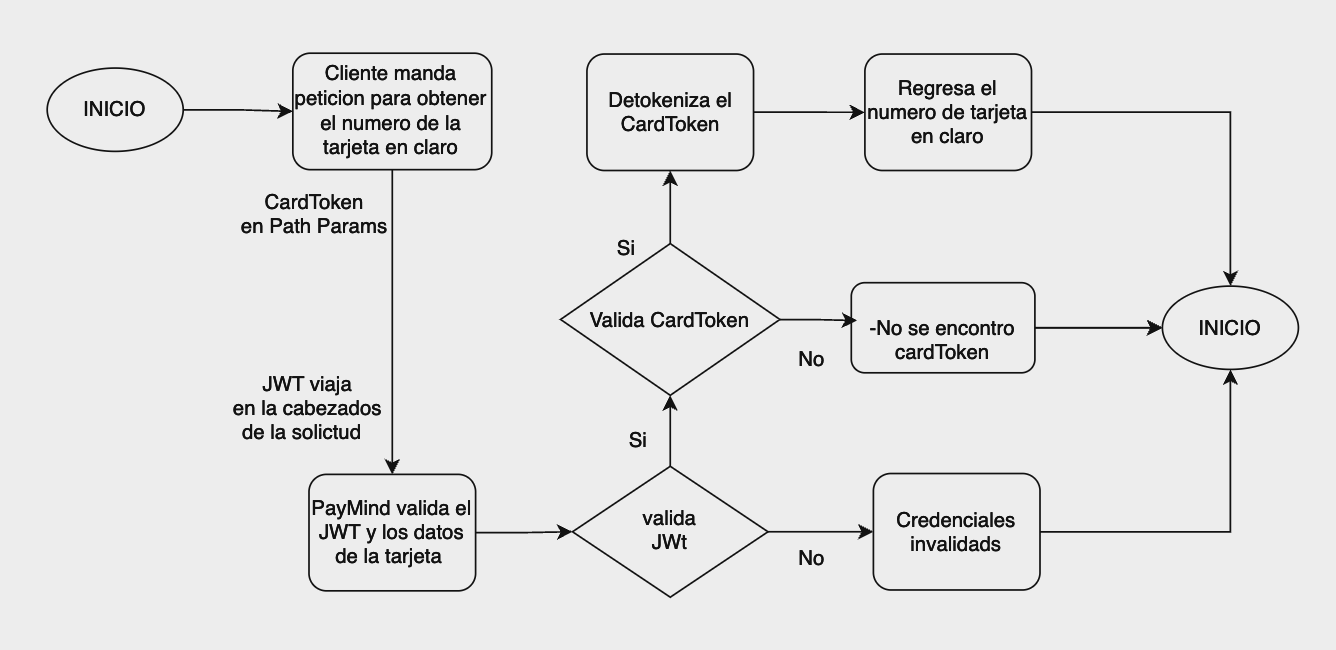 INICIO
Cliente manda
peticion para obtener
el numero de la
tarjeta en claro
CardToken
en Path Params
JWT viaja
en la cabezados
de la solictud
PayMind valida el
JWT y los datos
de la tarjeta
valida
JWt
No
Credenciales
invalidads
Si
Valida CardToken
No
-No se encontro
cardToken
Si
Detokeniza el
CardToken
Regresa el
numero de tarjeta
en claro
INICIO